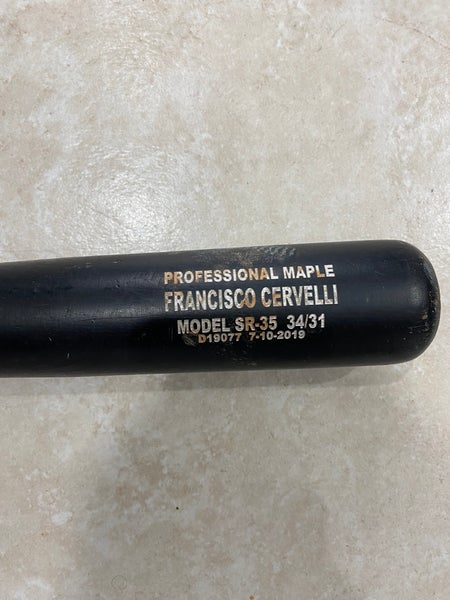 PROFESSIONAL MAPLE
FRANCISCO CERVELLI
MODEL SR-35 34/31
D19077 7-10-2019